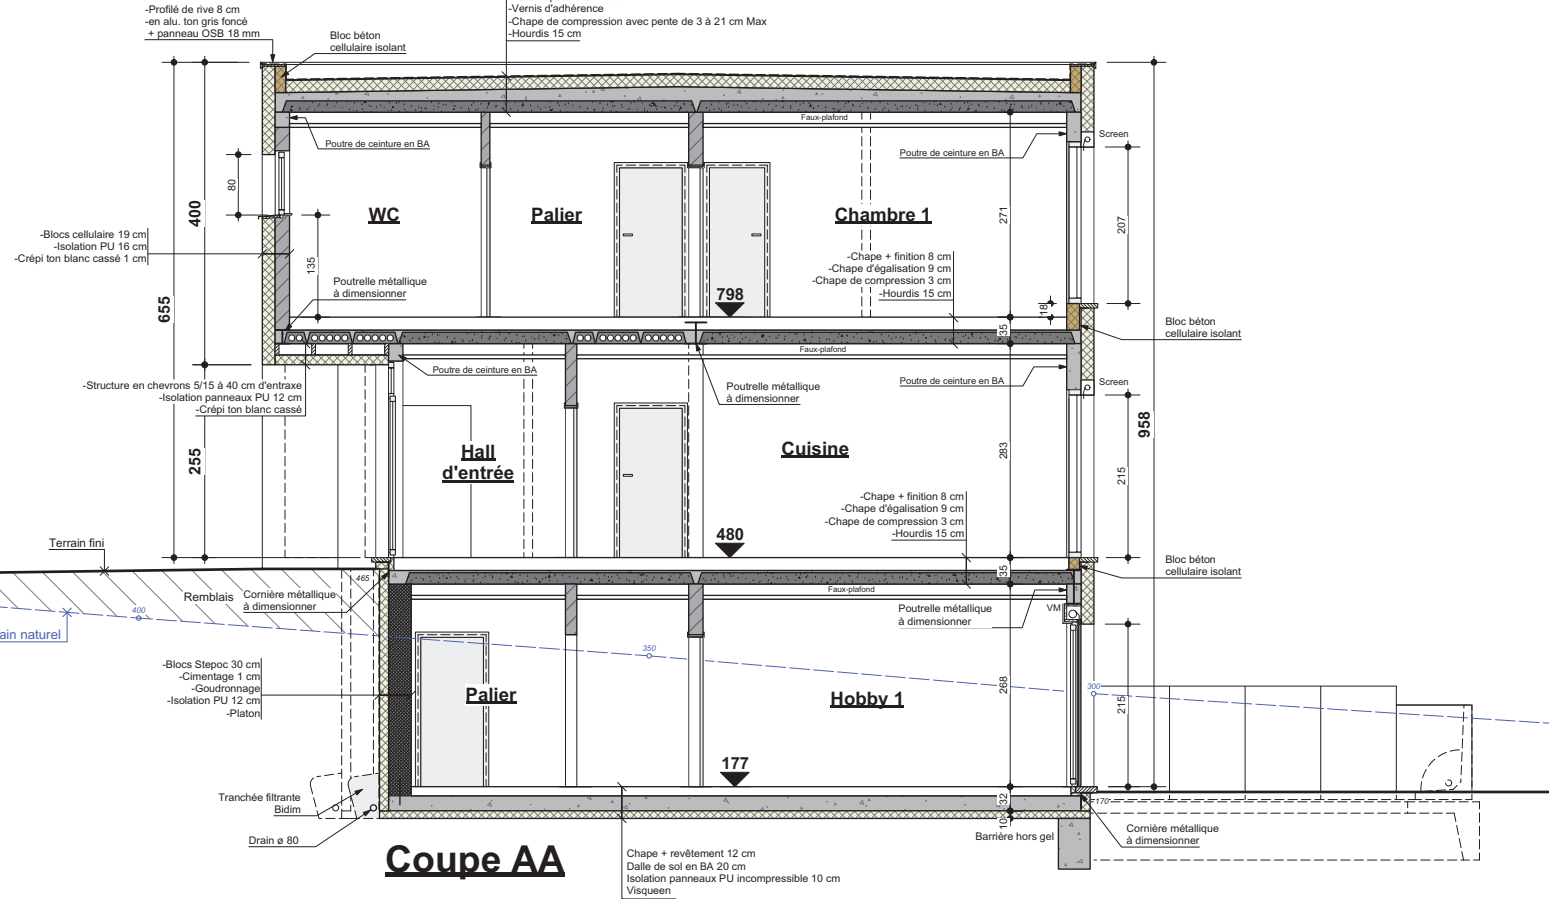 -Profilé de rive 8 cm
-en alu. ton gris foncé
+ panneau OSB 18 mm
Bloc béton
cellulaire isolant
-Vernis d'adhérence
-Chape de compression avec pente de 3 à 21 cm Max
-Hourdis 15 cm
Faux-plafond
Poutre de ceinture en BA
Poutre de ceinture en BA
Screen
80
400
WC
Palier
Chambre 1
271
207
-Blocs cellulaire 19 cm
-Isolation PU 16 cm
-Crépi ton blanc cassé 1 cm
135
Poutrelle métallique
à dimensionner
-Chape + finition 8 cm
-Chape d'égalisation 9 cm
-Chape de compression 3 cm
-Hourdis 15 cm
655
798
18
35
Bloc béton
cellulaire isolant
Faux-plafond
Poutre de ceinture en BA
Poutre de ceinture en BA
Screen
-Structure en chevrons 5/15 à 40 cm d'entraxe
-Isolation panneaux PU 12 cm
-Crépi ton blanc cassé
Poutrelle métallique
à dimensionner
958
255
Hall
d'entrée
Cuisine
283
215
-Chape + finition 8 cm
-Chape d'égalisation 9 cm
-Chape de compression 3 cm
-Hourdis 15 cm
480
Terrain fini
35
Bloc béton
cellulaire isolant
465
Remblais
Cornière métallique
à dimensionner
Faux-plafond
Poutrelle métallique
à dimensionner
VM
400
ain naturel
350
300
-Blocs Stepoc 30 cm
-Cimentage 1 cm
-Goudronnage
-Isolation PU 12 cm
-Platon
Palier
Hobby 1
268
215
177
Tranchée filtrante
Bidim
32
170
10
Drain ø 80
Barrière hors gel
Cornière métallique
à dimensionner
Coupe AA
Chape + revêtement 12 cm
Dalle de sol en BA 20 cm
Isolation panneaux PU incompressible 10 cm
Visqueen